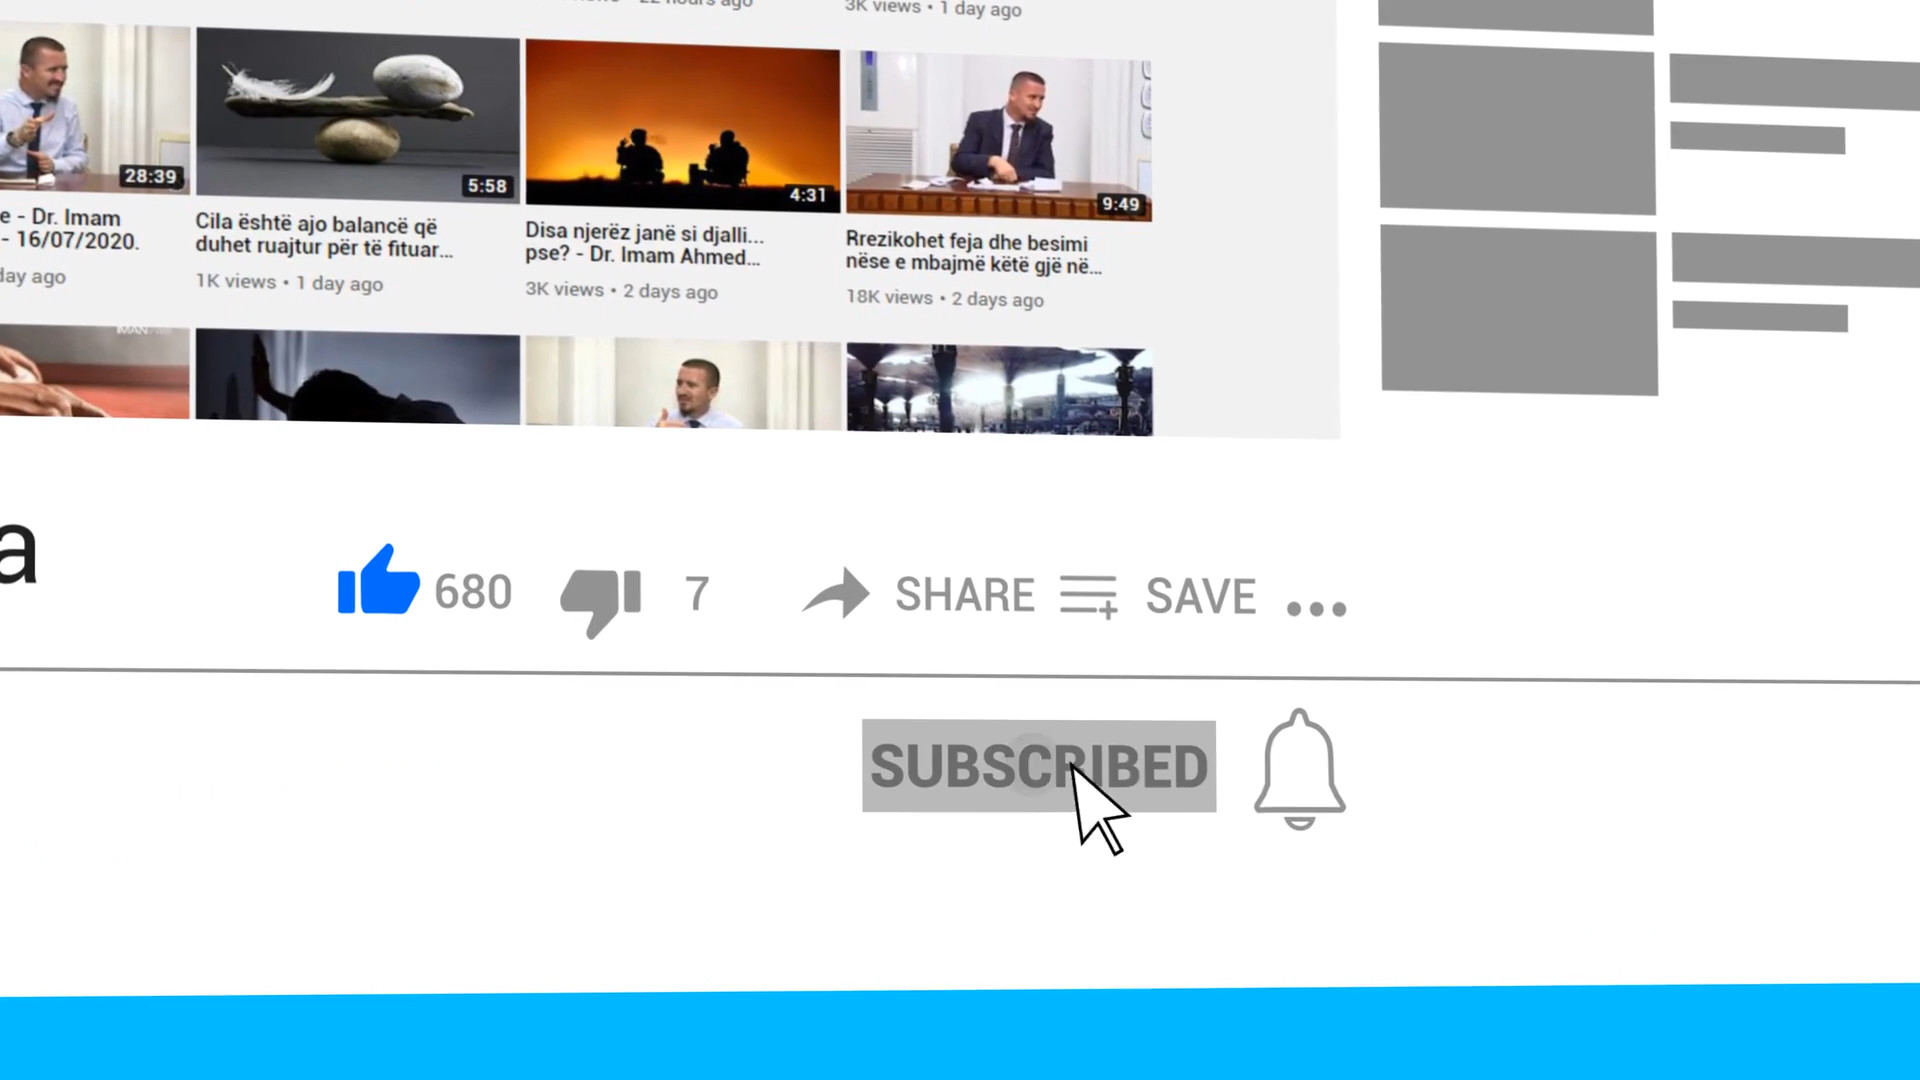 22 hours ago
3K views • 1 day ago
28:39
5:58
4:31
9:49
e - Dr. Imam
- 16/07/2020.
day ago
Cila është ajo balancë që
duhet ruajtur për të fituar...
1K views • 1 day ago
Disa njerëz janë si djalli...
pse? - Dr. Imam Ahmed...
3K views • 2 days ago
Rrezikohet feja dhe besimi
nëse e mbajmë këtë gjë në...
18K views • 2 days ago
a
680
7
SHARE
SAVE
SUBSCRIBED